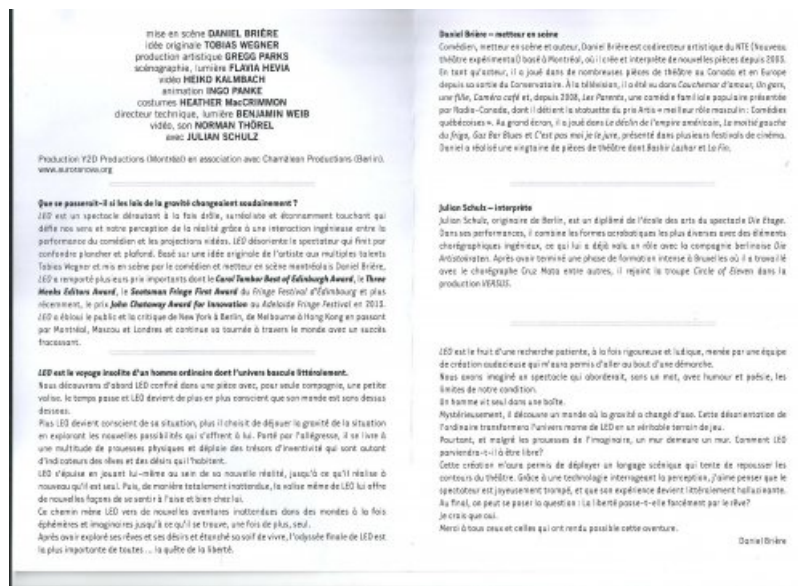 mise en scène DANIEL BRIÈRE
idée originale TOBIAS WEGNER
production artistique GREGG PARKS
scénographie, lumière FLAVIA HEVIA
vidéo HEIKO KALMBACH
animation INGO PANKE
costumes HEATHER MacCRIMMON
directeur technique, lumière BENJAMIN WEIB
vidéo, son NORMAN THÖREL
avec JULIAN SCHULZ
Production Y2D Productions (Montréal) en association avec Chamäleon Productions (Berlin).
www.auroranova.org
Que se passerait-il si les lois de la gravité changeaient soudainement ?
LEO est un spectacle déroutant à la fois drôle, surréaliste et étonnamment touchant qui
défie nos sens et notre perception de la réalité grâce à une interaction ingénieuse entre la
performance du comédien et les projections vidéos. LEO désoriente le spectateur qui finit par
confondre plancher et plafond. Basé sur une idée originale de l'artiste aux multiples talents
Tobias Wegner et mis en scène par le comédien et metteur en scène montréalais Daniel Brière,
LEO a remporté plusieurs prix importants dont le Carol Tambor Best of Edinburgh Award, le Three
Weeks Editors Award, le Scotsman Fringe First Award du Fringe Festival d'Edimbourg et plus
récemment, le prix John Chataway Award for Innovation au Adelaide Fringe Festival en 2013.
LEO a ébloui le public et la critique de New York à Berlin, de Melbourne à Hong Kong en passant
par Montréal, Moscou et Londres et continue sa tournée à travers le monde avec un succès
fracassant.
LEO est le voyage insolite d'un homme ordinaire dont l'univers bascule littéralement.
Nous découvrons d'abord LEO confiné dans une pièce avec, pour seule compagnie, une petite
valise. le temps passe et LEO devient de plus en plus conscient que son monde est sans dessus
dessous.
Plus LEO devient conscient de sa situation, plus il choisit de déjouer la gravité de la situation
en explorant les nouvelles possibilités qui s'offrent à lui. Porté par l'allégresse, il se livre à
une multitude de prouesses physiques et déploie des trésors d'inventivité qui sont autant
d'indicateurs des rêves et des désirs qui l'habitent.
LEO s'épuise en jouant lui-même au sein de sa nouvelle réalité, jusqu'à ce qu'il réalise à
nouveau qu'il est seul. Puis, de manière totalement inattendue, la valise même de LEO lui offre
de nouvelles façons de se sentir à l'aise et bien chez lui.
Ce chemin mène LEO vers de nouvelles aventures inattendues dans des mondes à la fois
éphémères et imaginaires jusqu'à ce qu'il se trouve, une fois de plus, seul.
Après avoir exploré ses rêves et ses désirs et étanché sa soif de vivre, l'odyssée finale de LEO est
la plus importante de toutes ... la quête de la liberté.
Daniel Brière – metteur en scène
Comédien, metteur en scène et auteur, Daniel Brière est codirecteur artistique du NTE (Nouveau
théâtre expérimental) basé à Montréal, où il crée et interprète de nouvelles pièces depuis 2003.
En tant qu'acteur, il a joué dans de nombreuses pièces de théâtre au Canada et en Europe
depuis sa sortie du Conservatoire. À la télévision, il a été vu dans Cauchemar d'amour, Un gars,
une fille, Caméra café et, depuis 2008, Les Parents, une comédie familiale populaire présentée
par Radio-Canada, dont il détient la statuette du prix Artis « meilleur rôle masculin : Comédies
québécoises ». Au grand écran, il a joué dans Le déclin de l'empire américain, La moitié gauche
du frigo, Gaz Bar Blues et C'est pas moi je le jure, présenté dans plusieurs festivals de cinéma.
Daniel a réalisé une vingtaine de pièces de théâtre dont Bashir Lazhar et La Fin.
Julian Schulz – interprète
Julian Schulz, originaire de Berlin, est un diplômé de l'école des arts du spectacle Die Etage.
Dans ses performances, il combine les formes acrobatiques les plus diverses avec des éléments
chorégraphiques ingénieux, ce qui lui a déjà valu un rôle avec la compagnie berlinoise Die
Artistokraten. Après avoir terminé une phase de formation intense à Bruxelles où il a travaillé
avec le chorégraphe Cruz Mata entre autres, il rejoint la troupe Circle of Eleven dans la
production VERSUS.
LEO est le fruit d'une recherche patiente, à la fois rigoureuse et ludique, menée par une équipe
de création audacieuse qui m'aura permis d'aller au bout d'une démarche.
Nous avons imaginé un spectacle qui aborderait, sans un mot, avec humour et poésie, les
limites de notre condition.
Un homme vit seul dans une boîte.
Mystérieusement, il découvre un monde où la gravité a changé d'axe. Cette désorientation de
l'ordinaire transformera l'univers morne de LEO en un véritable terrain de jeu.
Pourtant, et malgré les prouesses de l'imaginaire, un mur demeure un mur. Comment LEO
parviendra-t-il à être libre?
Cette création m'aura permis de déployer un langage scénique qui tente de repousser les
contours du théâtre. Grâce à une technologie interrogeant la perception, j'aime penser que le
spectateur est joyeusement trompé, et que son expérience devient littéralement hallucinante.
Au final, on peut se poser la question : La liberté passe-t-elle forcément par le rêve?
Je crois que oui.
Merci à tous ceux et celles qui ont rendu possible cette aventure.
Daniel Brière